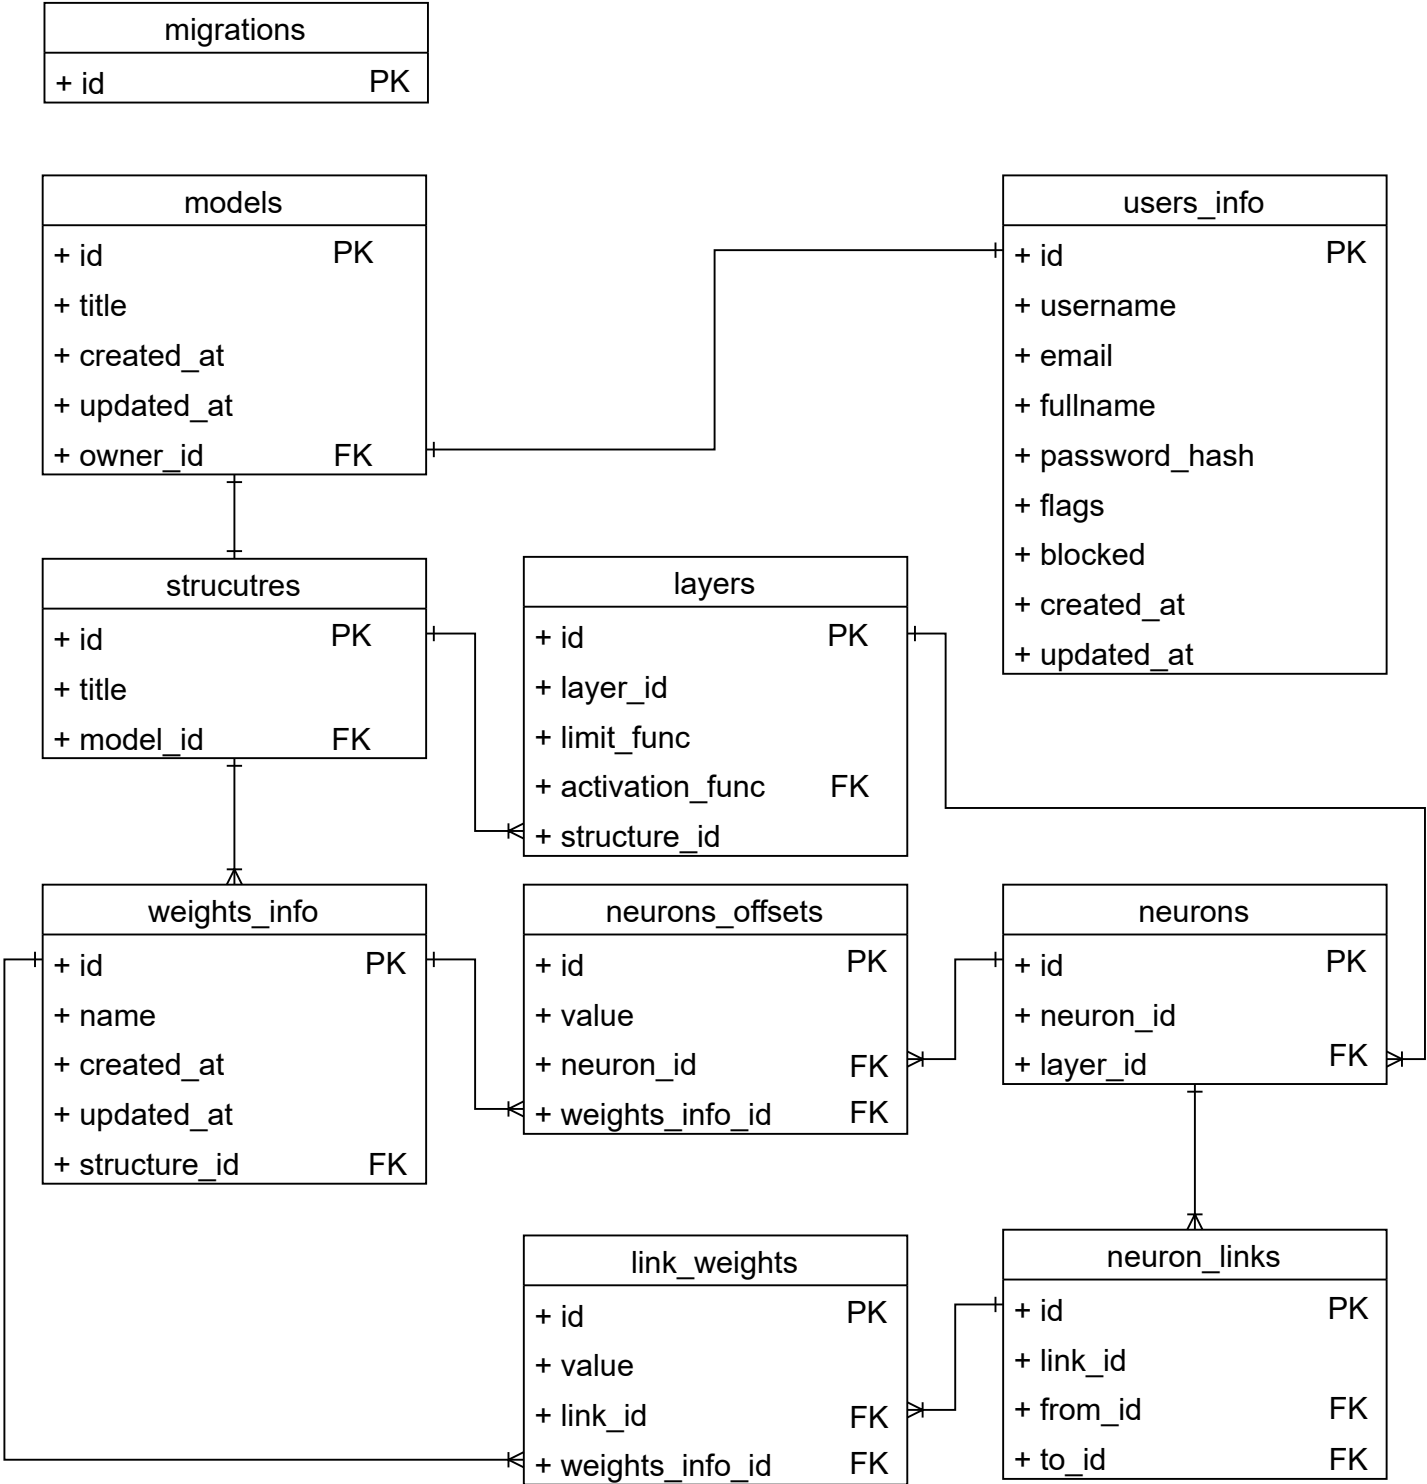 migrations
+ id PK
models
+ id PK
+ title
+ created_at
+ updated_at
+ owner_id FK
users_info
+ id PK
+ username
+ email
+ fullname
+ password_hash
+ flags
+ blocked
+ created_at
+ updated_at
strucutres
+ id PK
+ title
+ model_id FK
layers
+ id PK
+ layer_id
+ limit_func
+ activation_func FK
+ structure_id
weights_info
+ id PK
+ name
+ created_at
+ updated_at
+ structure_id FK
neurons_offsets
+ id PK
+ value
+ neuron_id FK
+ weights_info_id FK
neurons
+ id PK
+ neuron_id
+ layer_id FK
link_weights
+ id PK
+ value
+ link_id FK
+ weights_info_id FK
neuron_links
+ id PK
+ link_id
+ from_id FK
+ to_id FK